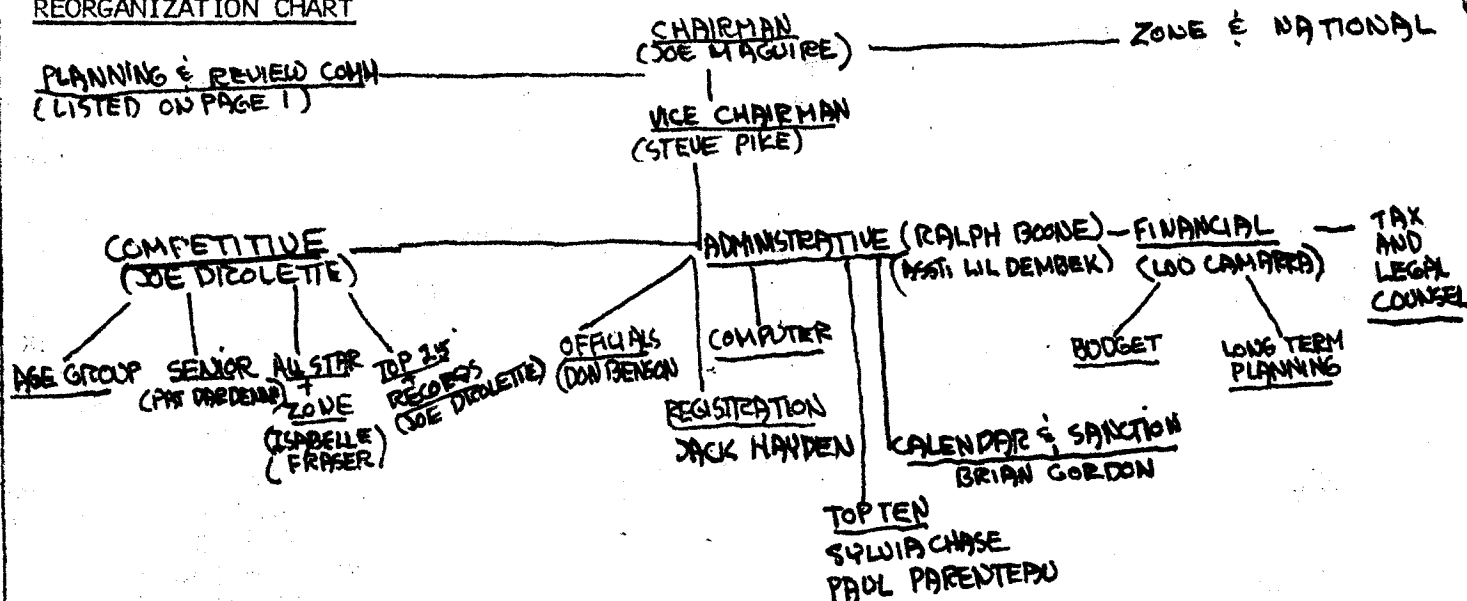 REORGANIZATION CHART
CHAIRMAN
(JOE MAGUIRE)
ZONE & NATIONAL
PLANNING & REVIEW COMM
(LISTED ON PAGE 1)
VICE CHAIRMAN
(STEVE PIKE)
COMPETITIVE
(JOE DICOLETTE)
ADMINISTRATIVE (RALPH BOONE)
(ASST: LIL DEMBEK)
FINANCIAL
(LOU CAMARRA)
TAX
AND
LEGAL
COUNSEL
AGE GROUP
SENIOR
(PAT DARDENNE)
ALL STAR
+
ZONE
(ISABELLE
FRASER)
TOP 25
+
RECORDS
(JOE DICOLETTE)
OFFICIALS
(DON BENSON
COMPUTER
BUDGET
LONG TERM
PLANNING
REGISTRATION
JACK HAYDEN
CALENDAR & SANCTION
BRIAN GORDON
TOP TEN
SYLVIA CHASE
PAUL PARENTEAU